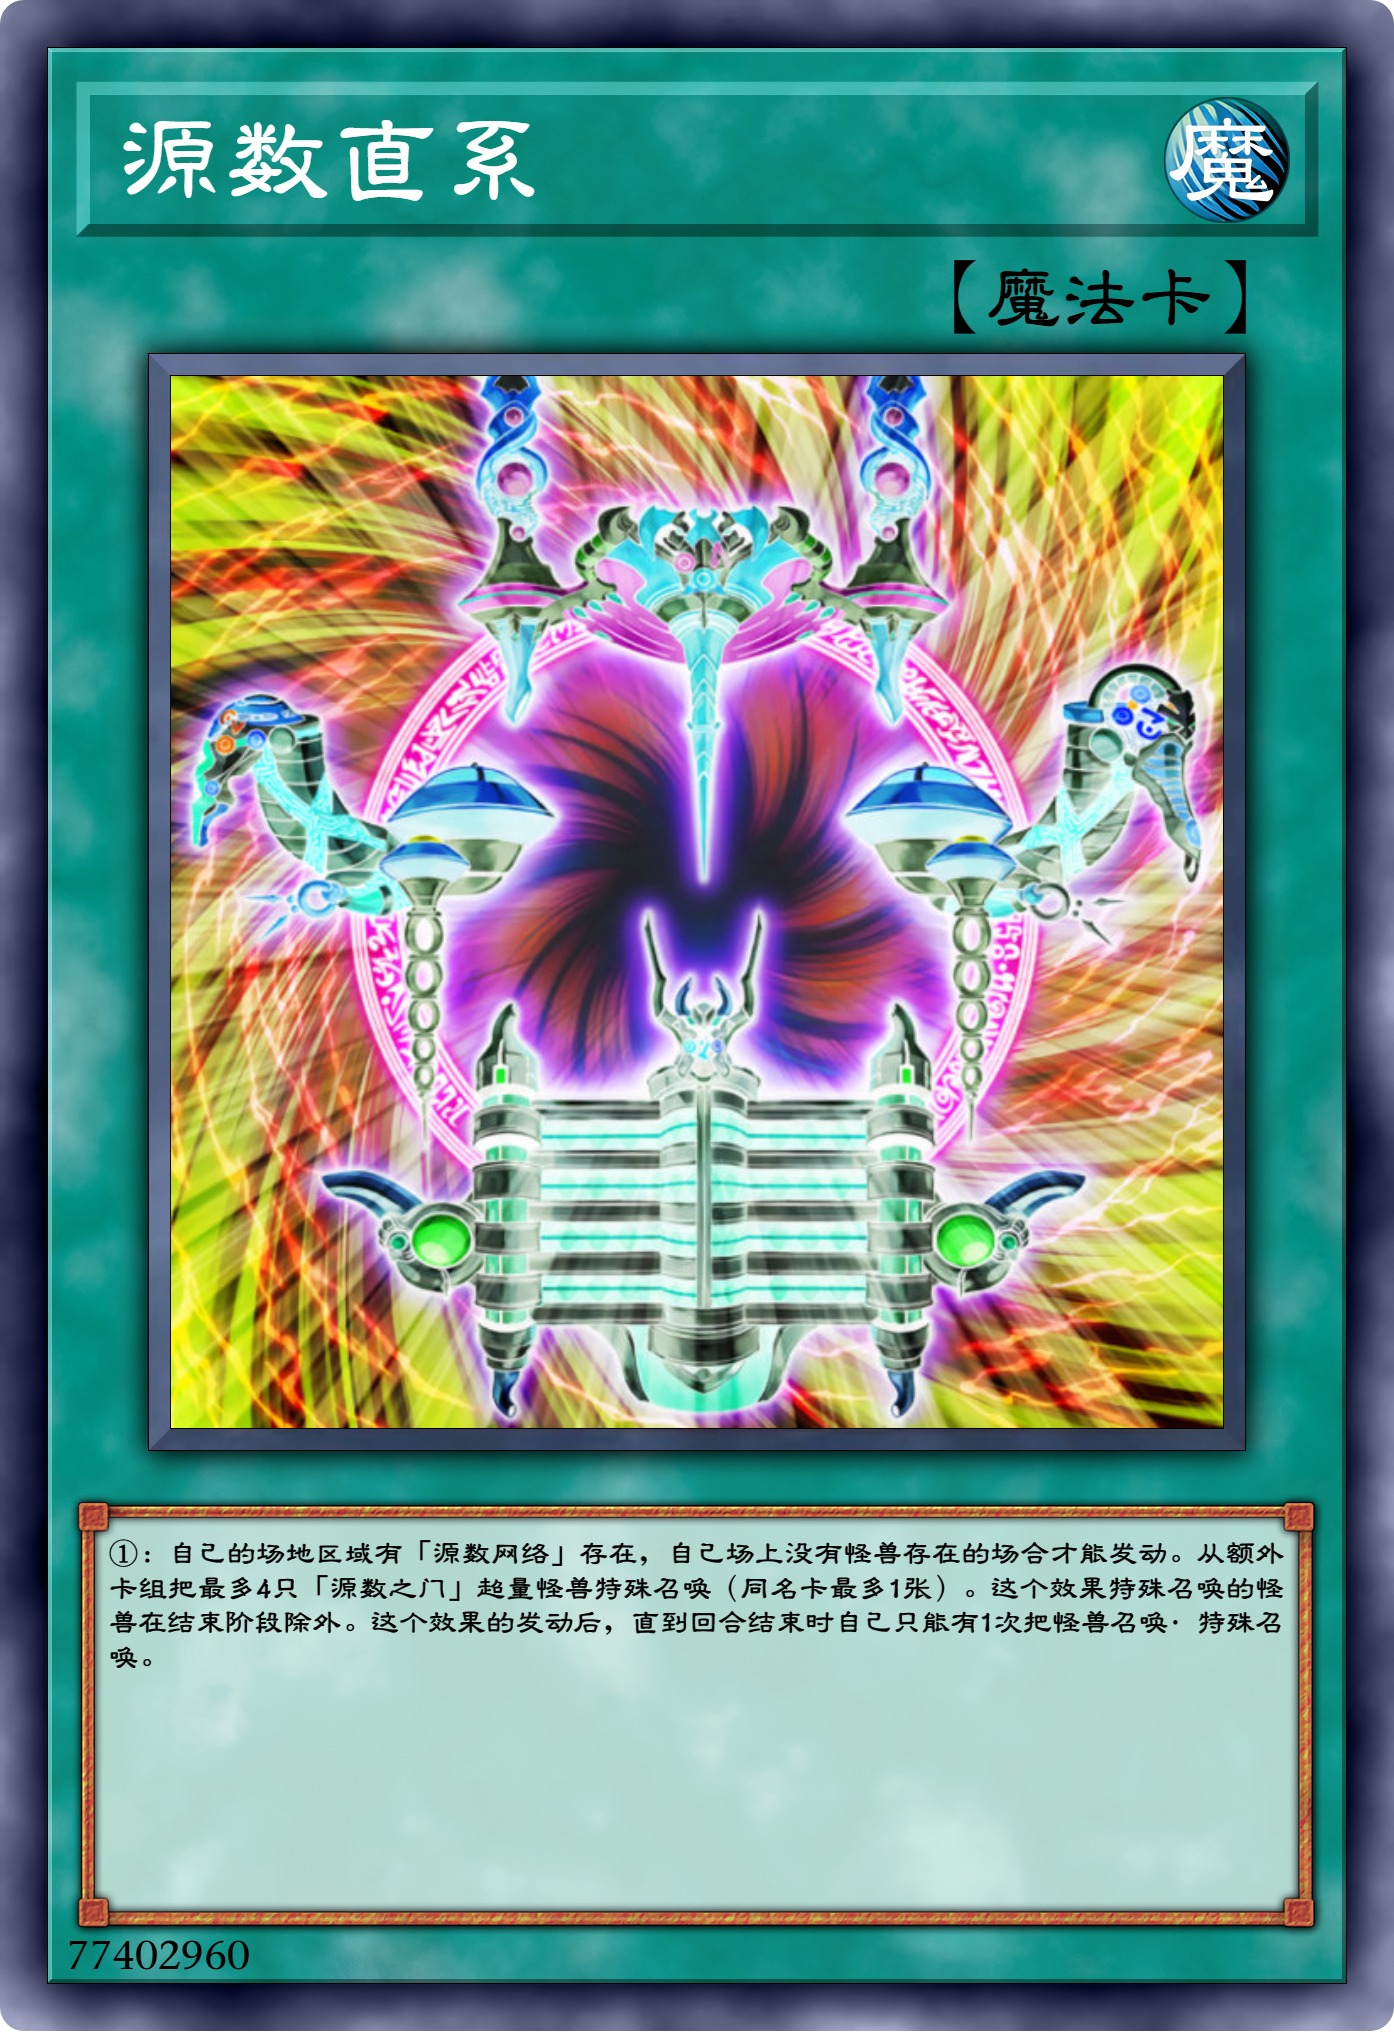 源数直系
魔
【魔法卡】
①：自己的场地区域有「源数网络」存在，自己场上没有怪兽存在的场合才能发动。从额外
卡组把最多4只「源数之门」超量怪兽特殊召唤（同名卡最多1张）。这个效果特殊召唤的怪
兽在结束阶段除外。这个效果的发动后，直到回合结束时自己只能有1次把怪兽召唤·特殊召
唤。
77402960